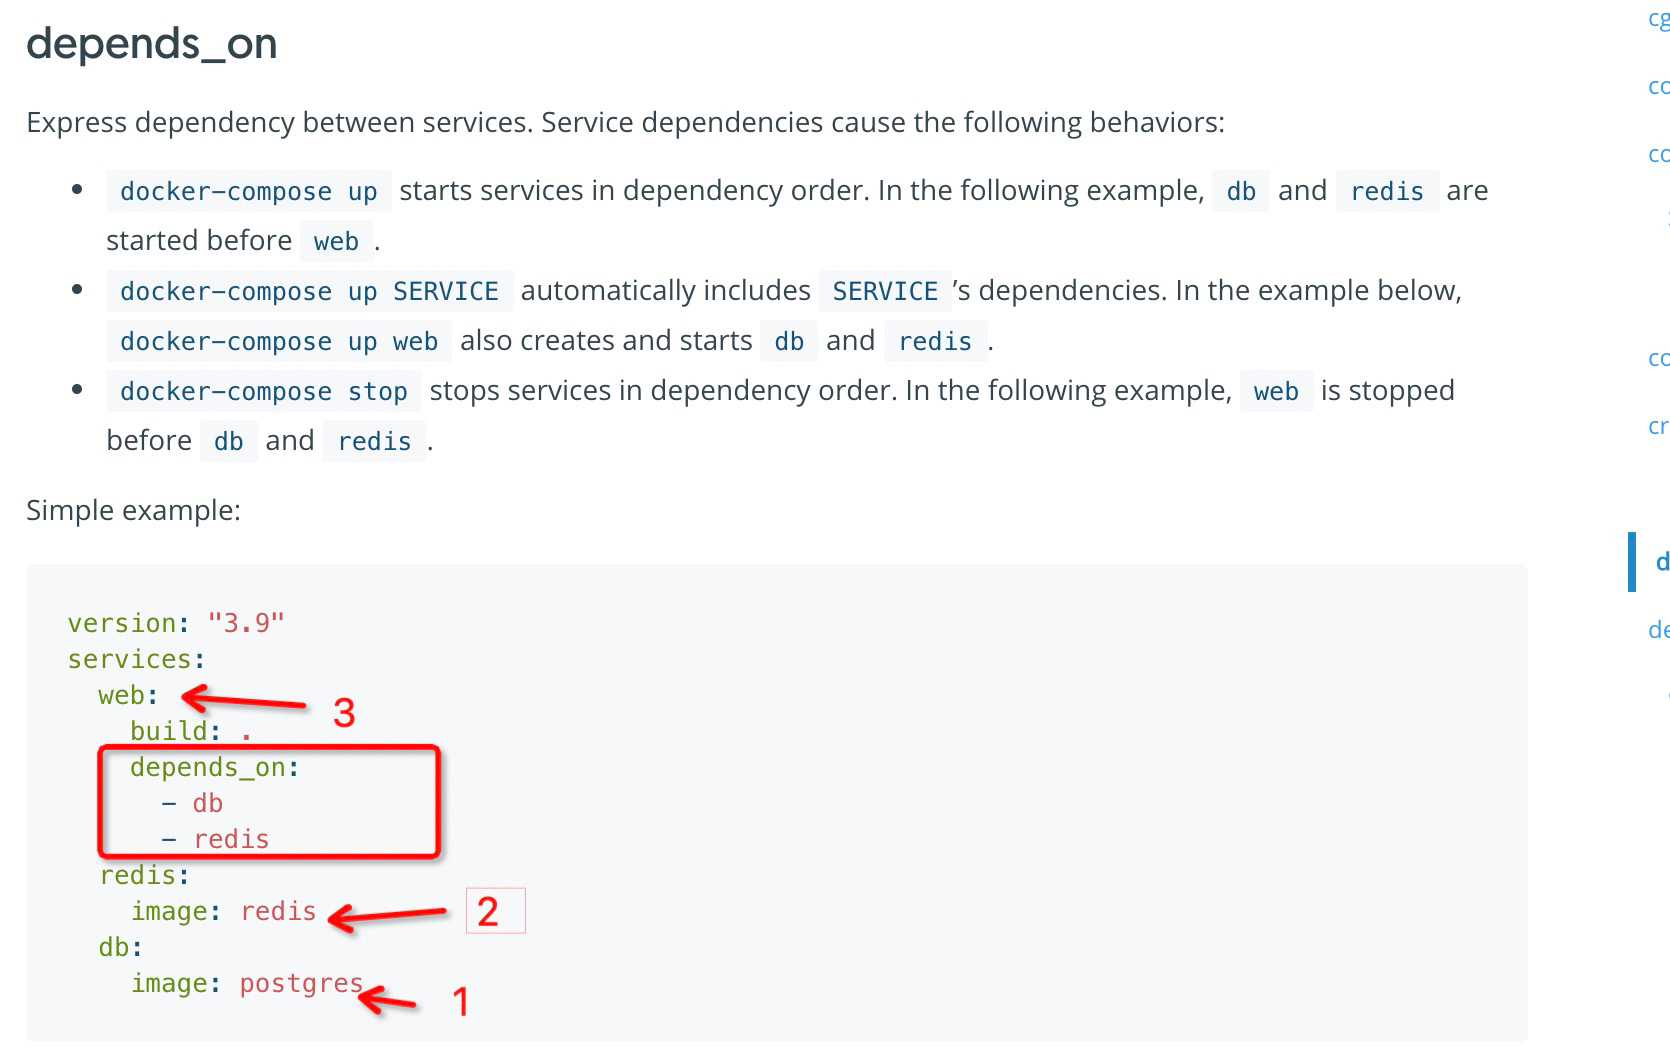 depends_on
Express dependency between services. Service dependencies cause the following behaviors:
• docker-compose up starts services in dependency order. In the following example, db and redis are
started before web .
• docker-compose up SERVICE automatically includes SERVICE 's dependencies. In the example below,
docker-compose up web also creates and starts db and redis .
• docker-compose stop stops services in dependency order. In the following example, web is stopped
before db and redis .
Simple example:
version: "3.9"
services:
  web:
3
    build: .
    depends_on:
      - db
      - redis
  redis:
    image: redis
2
  db:
    image: postgres
1
cg
co
co
co
cr
d
de